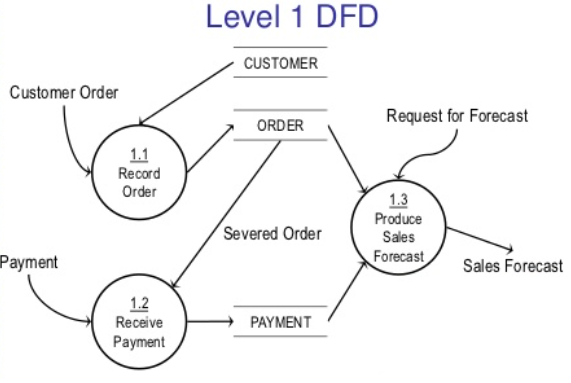 Level 1 DFD
CUSTOMER
Customer Order
ORDER
Request for Forecast
1.1
Record
Order
1.3
Produce
Sales
Forecast
Severed Order
Sales Forecast
Payment
1.2
Receive
Payment
PAYMENT